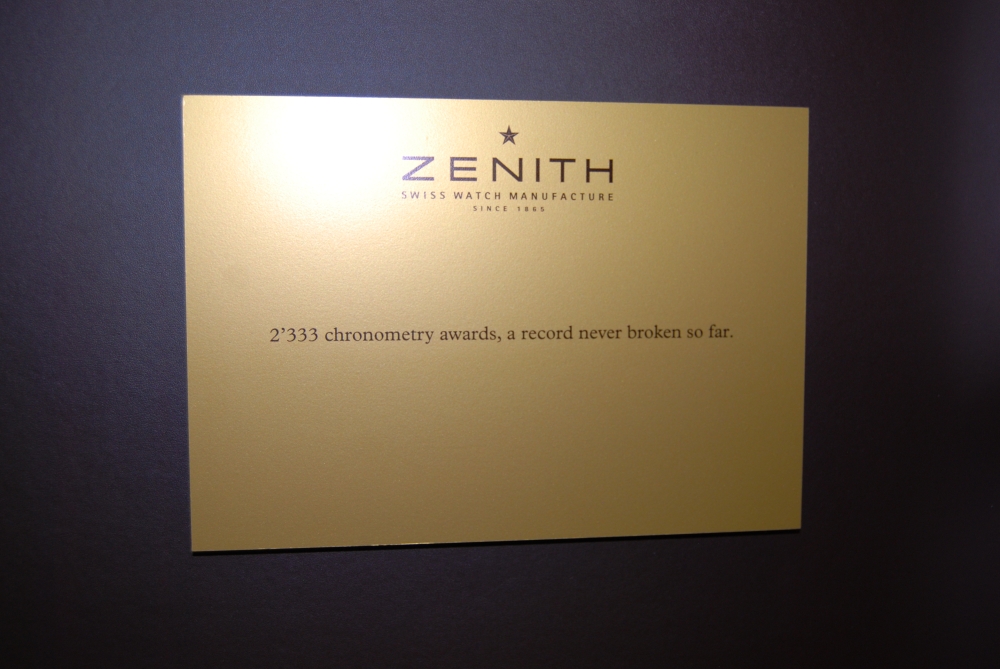 ZENITH
SWISS WATCH MANUFACTURE
SINCE 1865
2’333 chronometry awards, a record never broken so far.